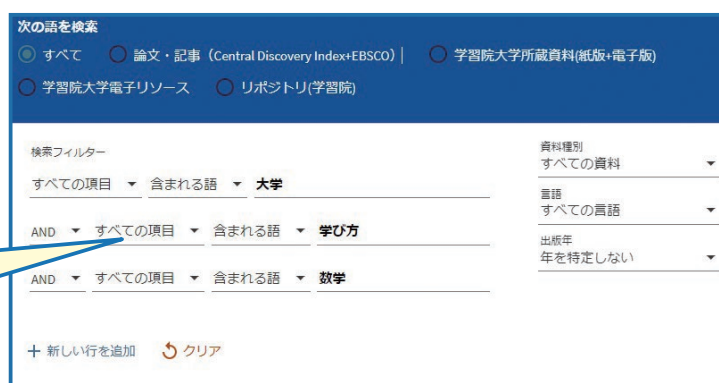 次の語を検索
すべて 論文・記事（Central Discovery Index+EBSCO）| 学習院大学所蔵資料(紙版+電子版)
学習院大学電子リソース リポジトリ(学習院)
検索フィルター
すべての項目 含まれる語 大学
AND すべての項目 含まれる語 学び方
AND すべての項目 含まれる語 数学
+ 新しい行を追加 クリア
資料種別
すべての資料
言語
すべての言語
出版年
年を特定しない